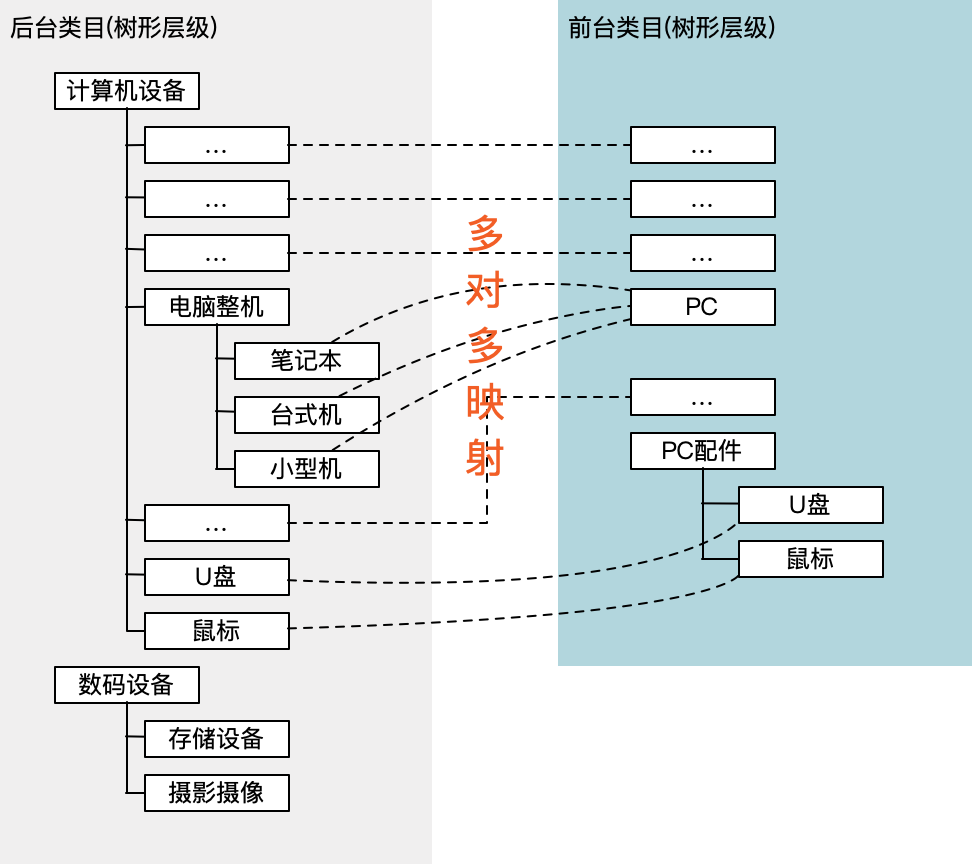 后台类目(树形层级)
计算机设备
...
...
...
电脑整机
笔记本
台式机
小型机
...
U盘
鼠标
数码设备
存储设备
摄影摄像
多
对
多
映
射
前台类目(树形层级)
...
...
...
PC
...
PC配件
U盘
鼠标